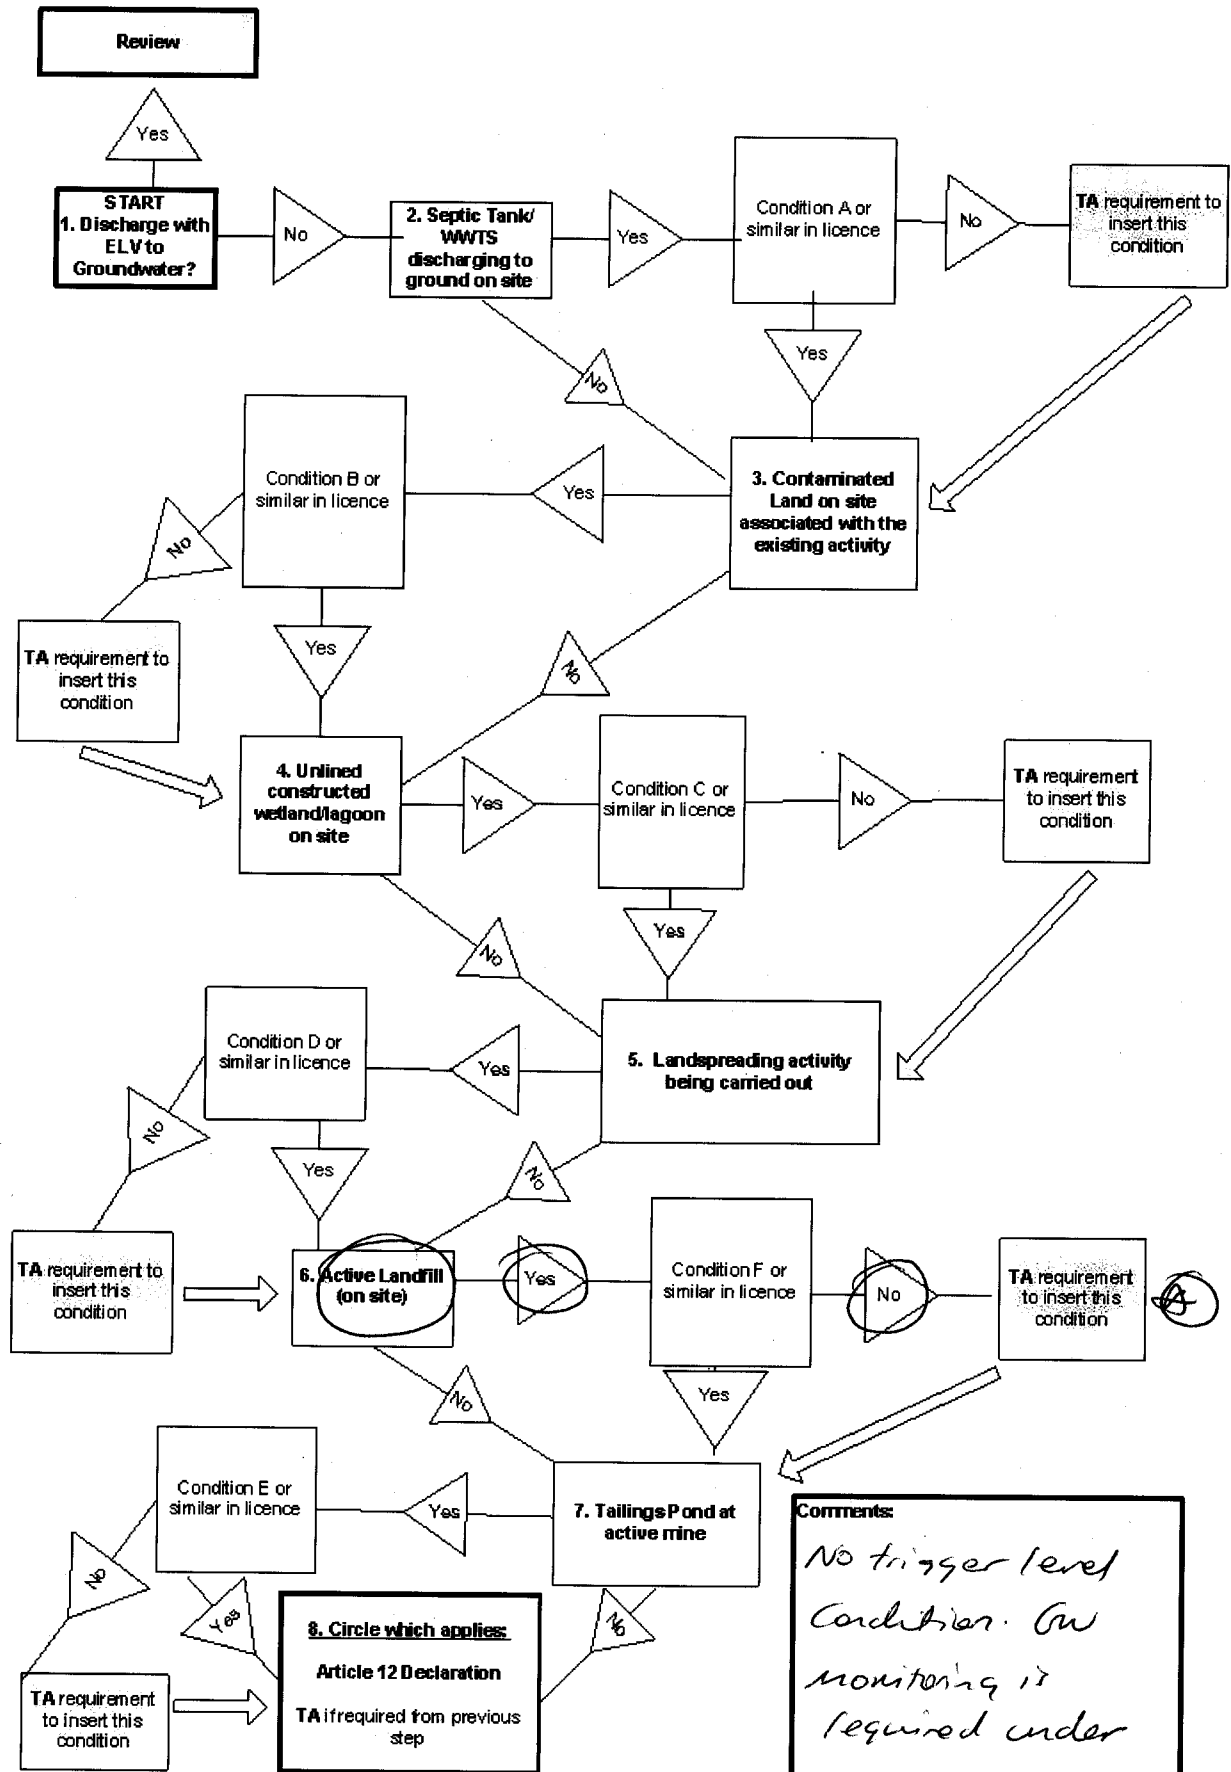 Review
Yes
START
1. Discharge with
ELV to
Groundwater?
No
2. Septic Tank/
WWTS
discharging to
ground on site
Yes
Condition A or
similar in licence
No
TA requirement to
insert this
condition
Yes
No
3. Contaminated
Land on site
associated with the
existing activity
Yes
Condition B or
similar in licence
No
TA requirement to
insert this
condition
Yes
No
4. Unlined
constructed
wetland/lagoon
on site
Yes
Condition C or
similar in licence
No
TA requirement
to insert this
condition
Yes
No
5. Landspreading activity
being carried out
Yes
Condition D or
similar in licence
No
TA requirement to
insert this
condition
Yes
No
6. Active Landfill
(on site)
Yes
Condition F or
similar in licence
No
TA requirement
to insert this
condition
Yes
No
7. Tailings Pond at
active mine
Yes
Condition E or
similar in licence
No
TA requirement
to insert this
condition
Yes
No
8. Circle which applies:
Article 12 Declaration
TA if required from previous
step
Comments:
No trigger level
Condition. GW
monitoring is
required under